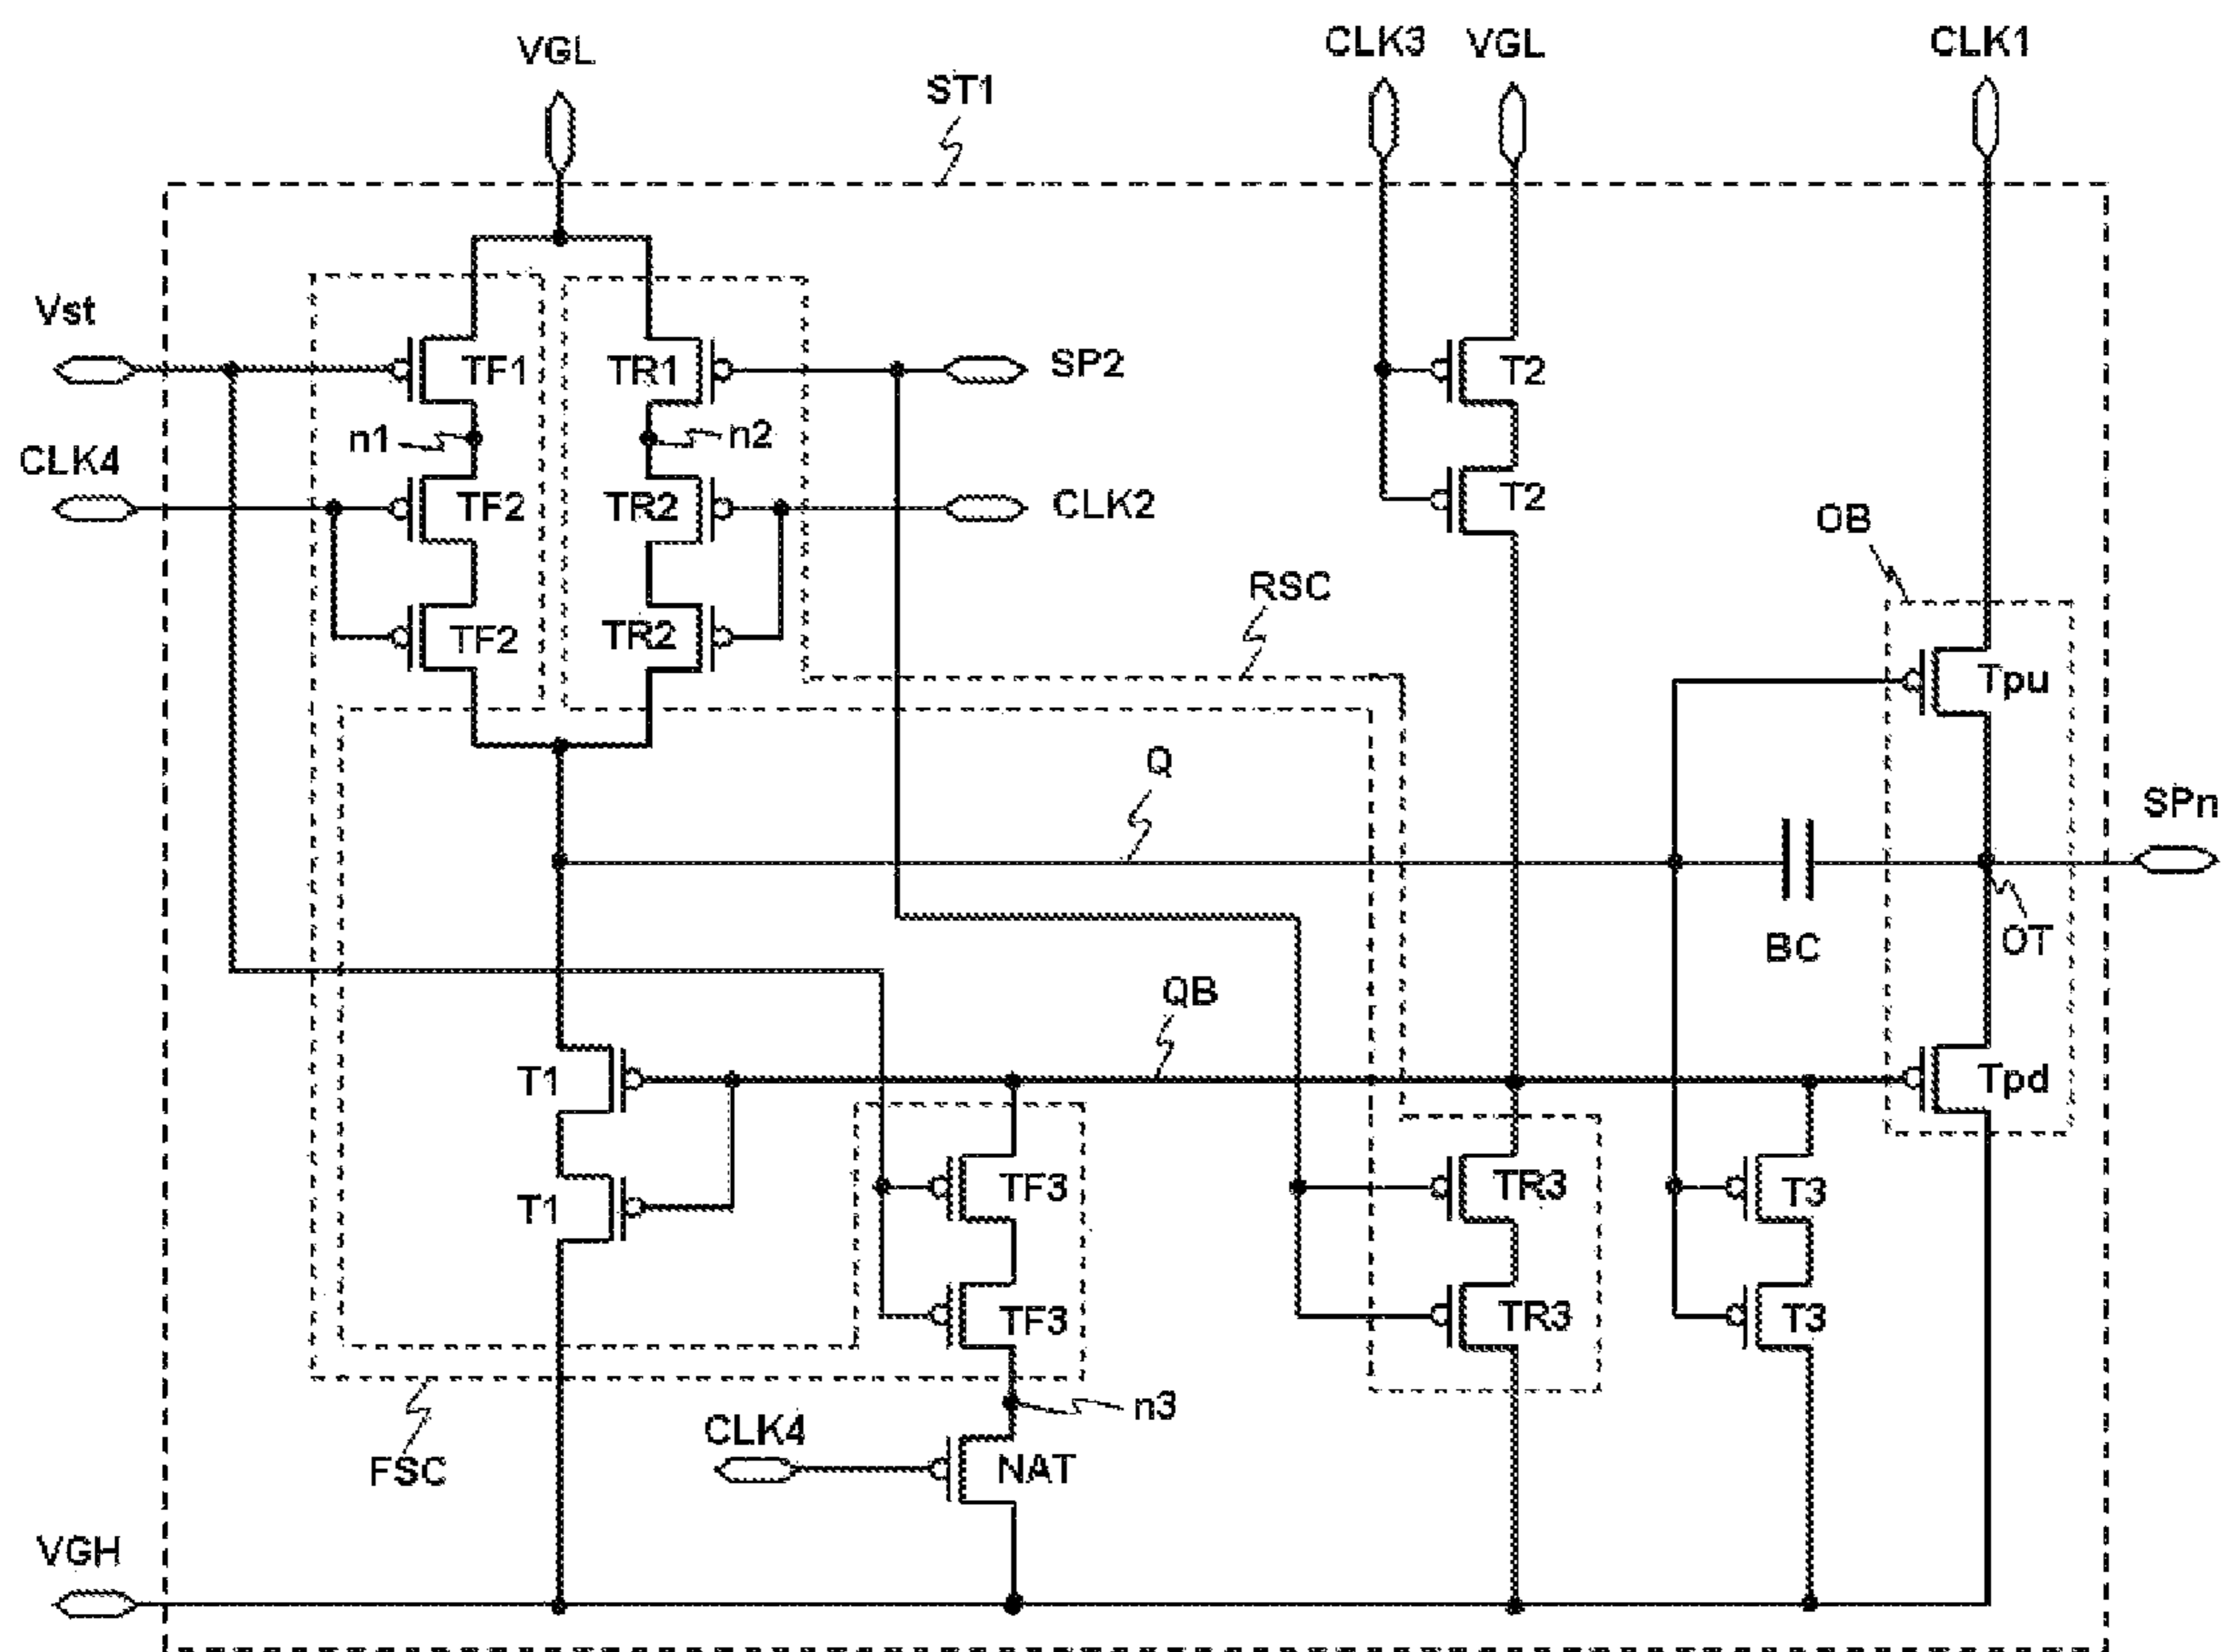 VGL
CLK3
VGL
CLK1
ST1
Vst
TF1
TR1
SP2
T2
n1
n2
CLK4
TF2
TR2
CLK2
T2
OB
TF2
TR2
RSC
Tpu
Q
SPn
BC
OT
QB
T1
Tpd
T1
TF3
TR3
T3
TF3
TR3
T3
n3
CLK4
FSC
NAT
VGH